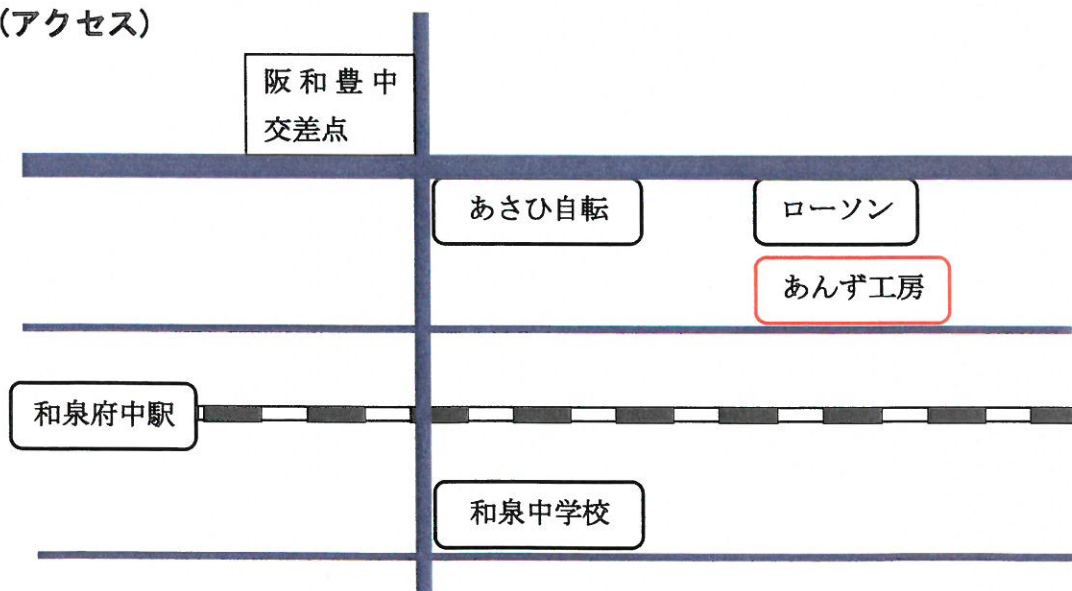 (アクセス)
阪和豊中
交差点
あさひ自転
ローソン
あんず工房
和泉府中駅
和泉中学校